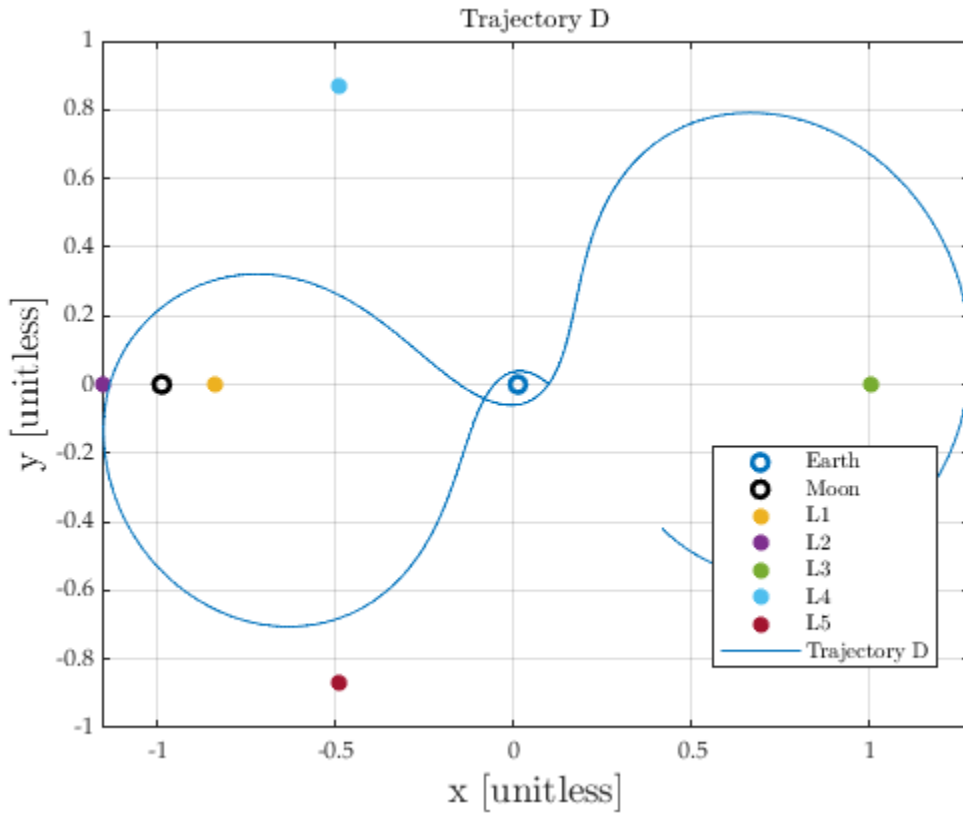 Trajectory D
1
0.8
0.6
0.4
0.2
0
-0.2
-0.4
-0.6
-0.8
-1
y [unitless]
-1
-0.5
0
0.5
1
x [unitless]
Earth
Moon
L1
L2
L3
L4
L5
Trajectory D